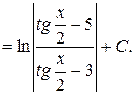 = ln | (tg x/2 − 5) / (tg x/2 − 3) | + C.